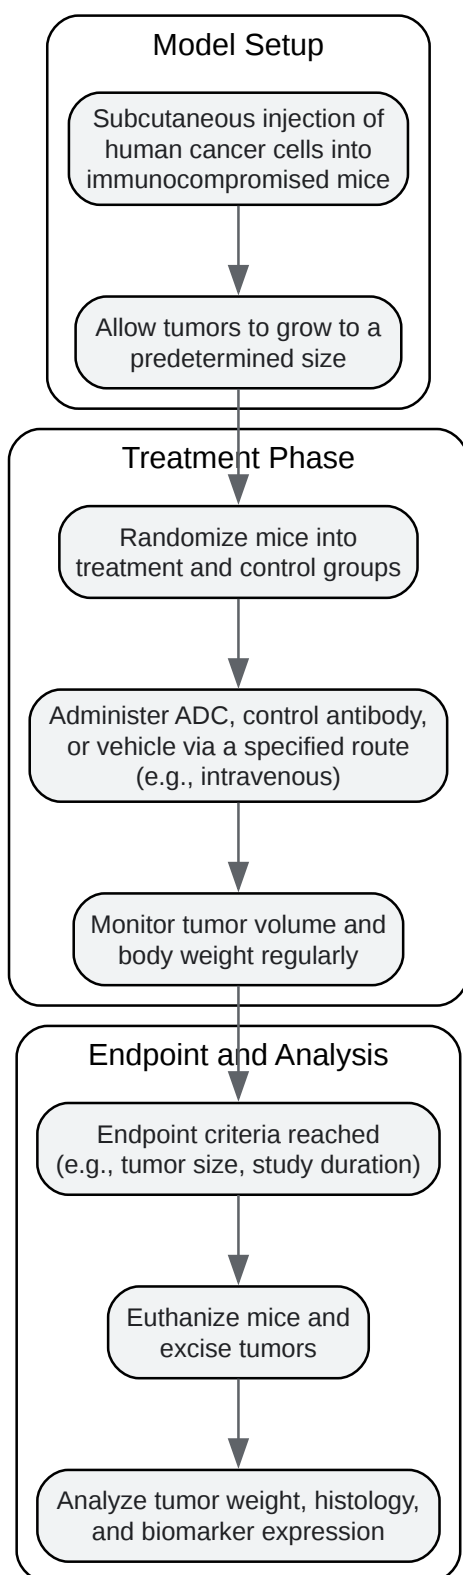 Model Setup
Subcutaneous injection of
human cancer cells into
immunocompromised mice
Allow tumors to grow to a
predetermined size
Treatment Phase
Randomize mice into
treatment and control groups
Administer ADC, control antibody,
or vehicle via a specified route
(e.g., intravenous)
Monitor tumor volume and
body weight regularly
Endpoint and Analysis
Endpoint criteria reached
(e.g., tumor size, study duration)
Euthanize mice and
excise tumors
Analyze tumor weight, histology,
and biomarker expression